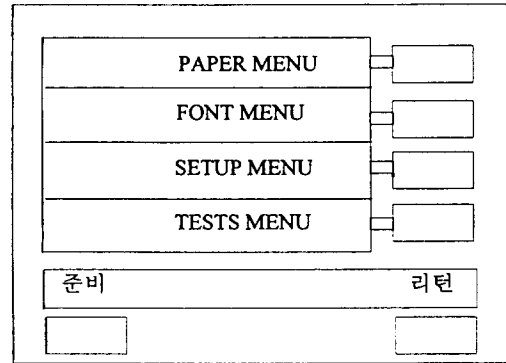 PAPER MENU
FONT MENU
SETUP MENU
TESTS MENU
준비 리턴